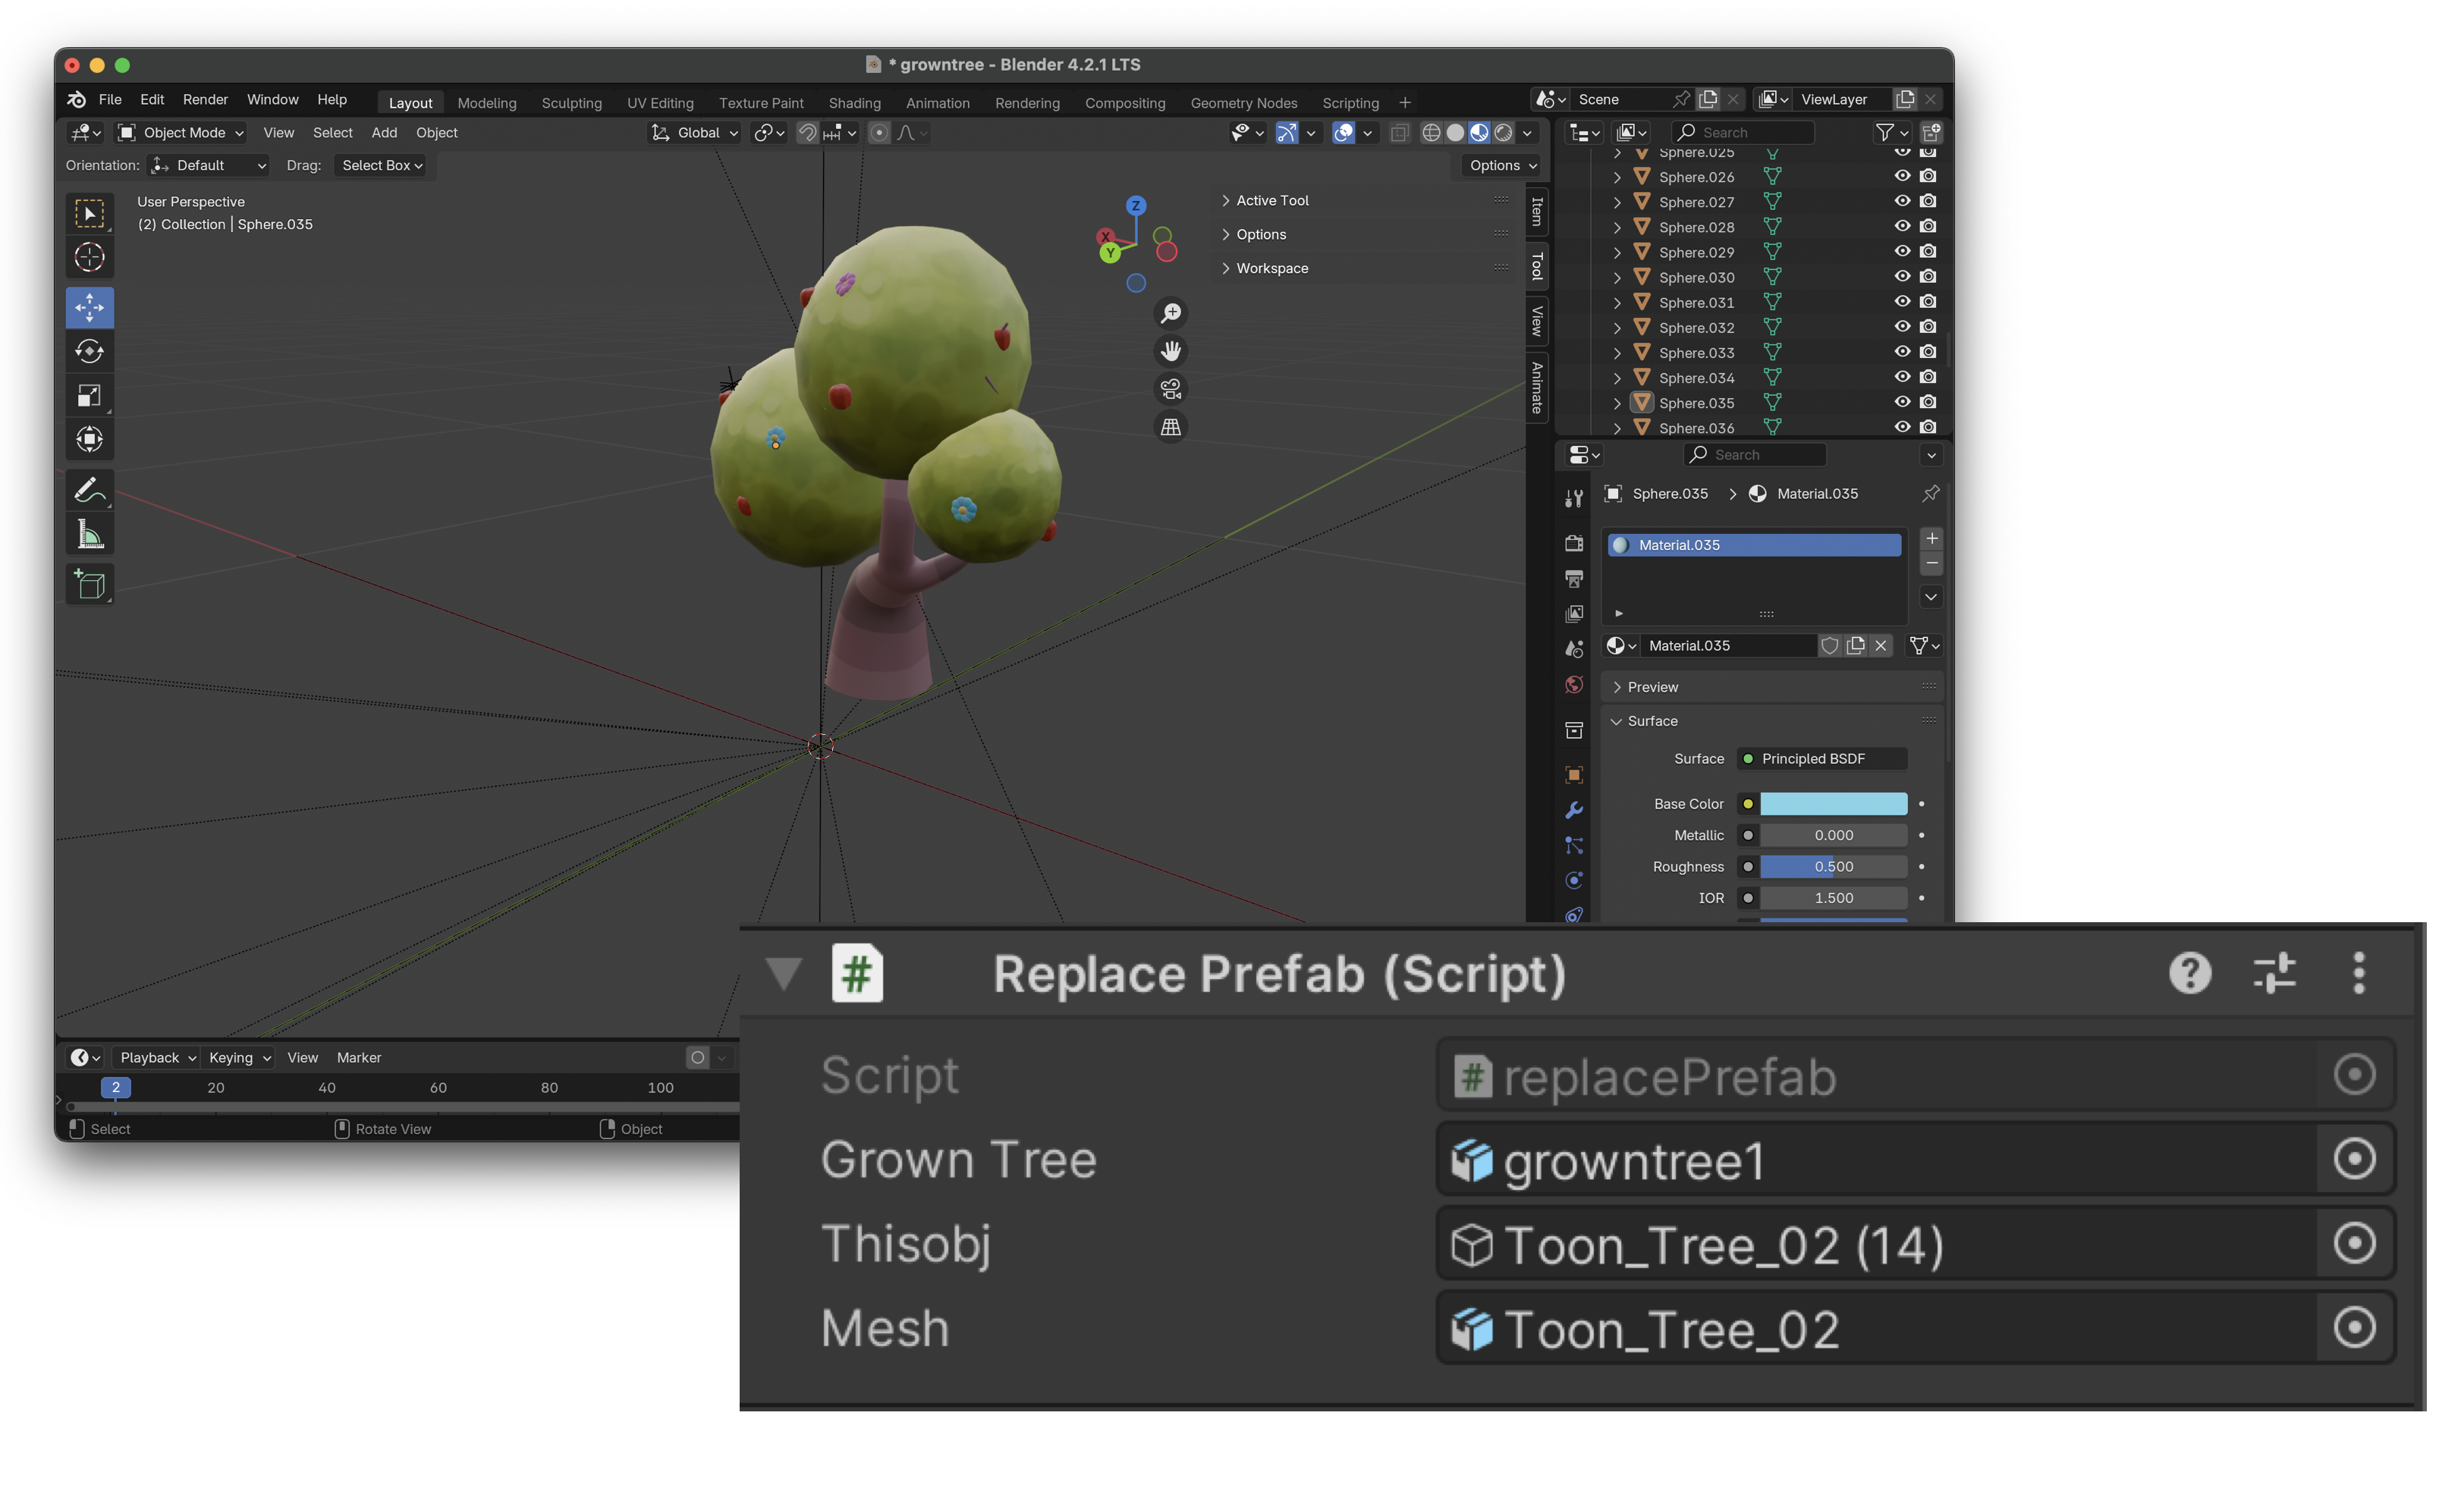 * growntree - Blender 4.2.1 LTS
File Edit Render Window Help Layout Modeling Sculpting UV Editing Texture Paint Shading Animation Rendering Compositing Geometry Nodes Scripting + Scene ViewLayer
Object Mode View Select Add Object Global Search
Orientation: Default Drag: Select Box Options
User Perspective
(2) Collection | Sphere.035
Z
X
Y
Active Tool
Options
Workspace
Item
Tool
View
Animate
Sphere.025
Sphere.026
Sphere.027
Sphere.028
Sphere.029
Sphere.030
Sphere.031
Sphere.032
Sphere.033
Sphere.034
Sphere.035
Sphere.036
Search
Sphere.035 > Material.035
Material.035
Material.035
Preview
Surface
Surface Principled BSDF
Base Color
Metallic 0.000
Roughness 0.500
IOR 1.500
Playback Keying View Marker
2 20 40 60 80 100
Select Rotate View Object
# Replace Prefab (Script) ?
Script # replacePrefab
Grown Tree growntree1
Thisobj Toon_Tree_02 (14)
Mesh Toon_Tree_02